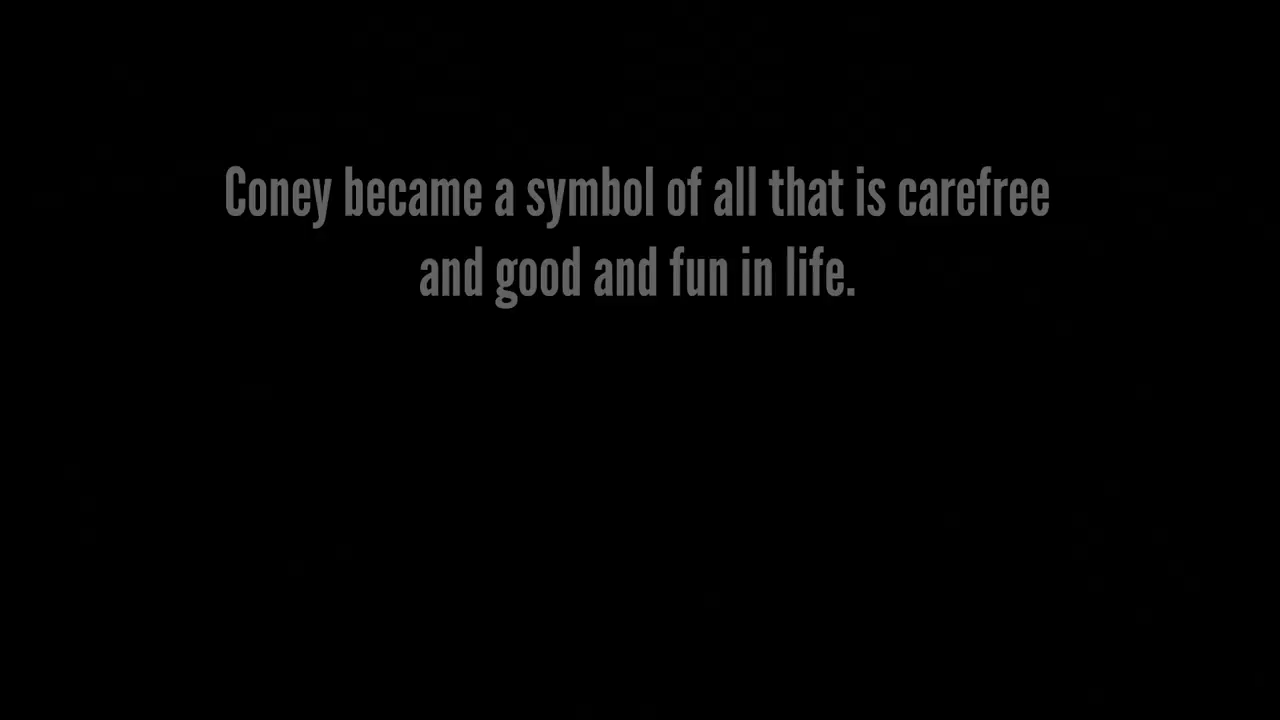 Coney became a symbol of all that is carefree
and good and fun in life.